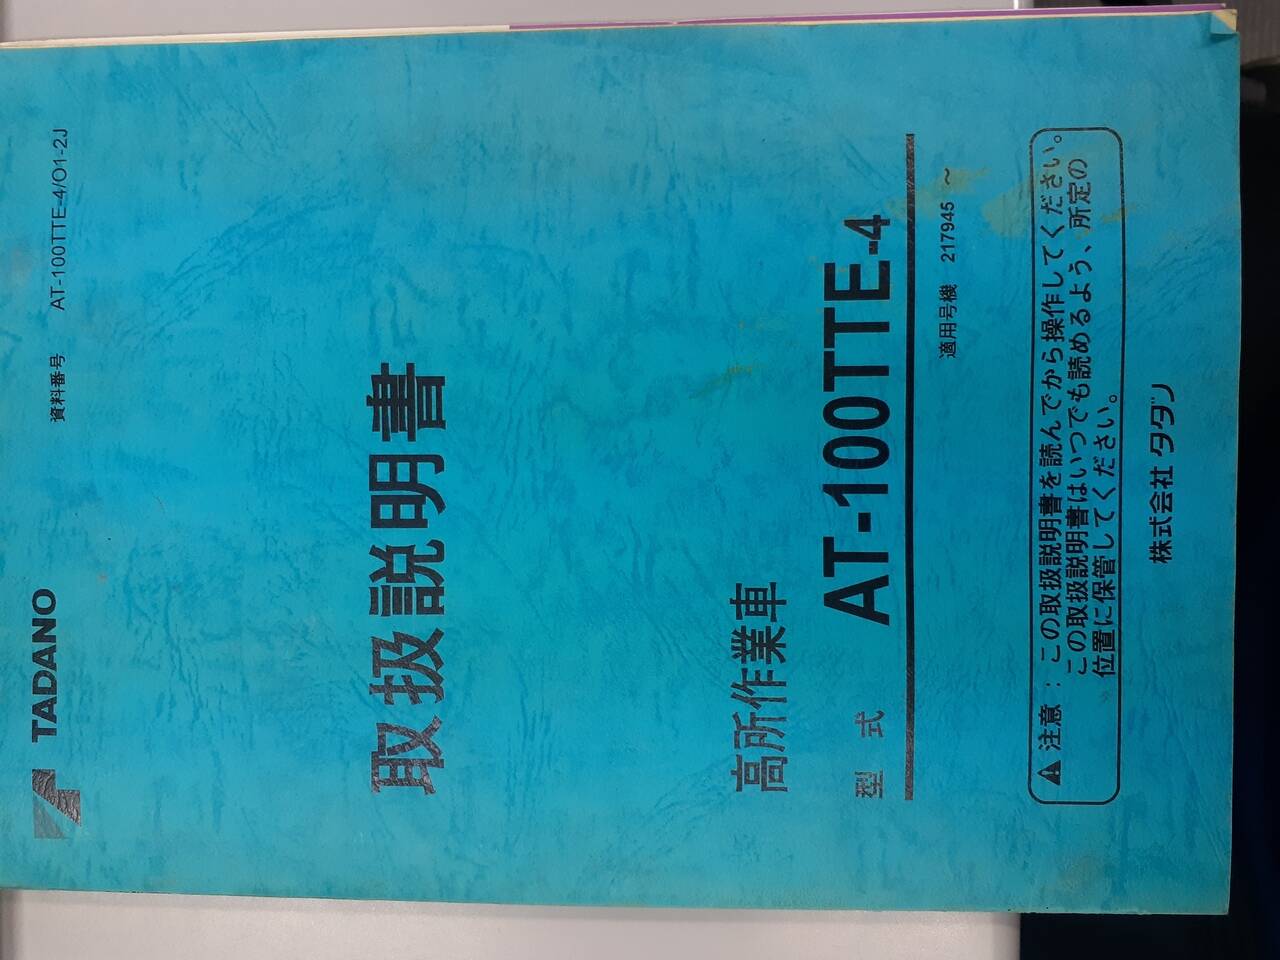 TADANO
資料番号 AT-100TTE-4/O1-2J
取扱説明書
高所作業車
型式 AT-100TTE-4
適用号機 217945 ～
注意：この取扱説明書を読んでから操作してください。
この取扱説明書はいつでも読めるよう、所定の
位置に保管してください。
株式会社タダノ